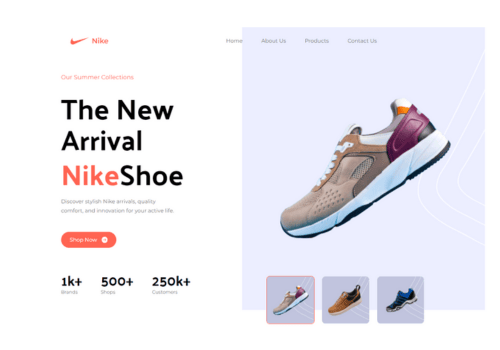 Nike
Home About Us Products Contact Us
Our Summer Collections
The New
Arrival
NikeShoe
Discover stylish Nike arrivals, quality
comfort, and innovation for your active life.
Shop Now
1k+ 500+ 250k+
Brands Shops Customers